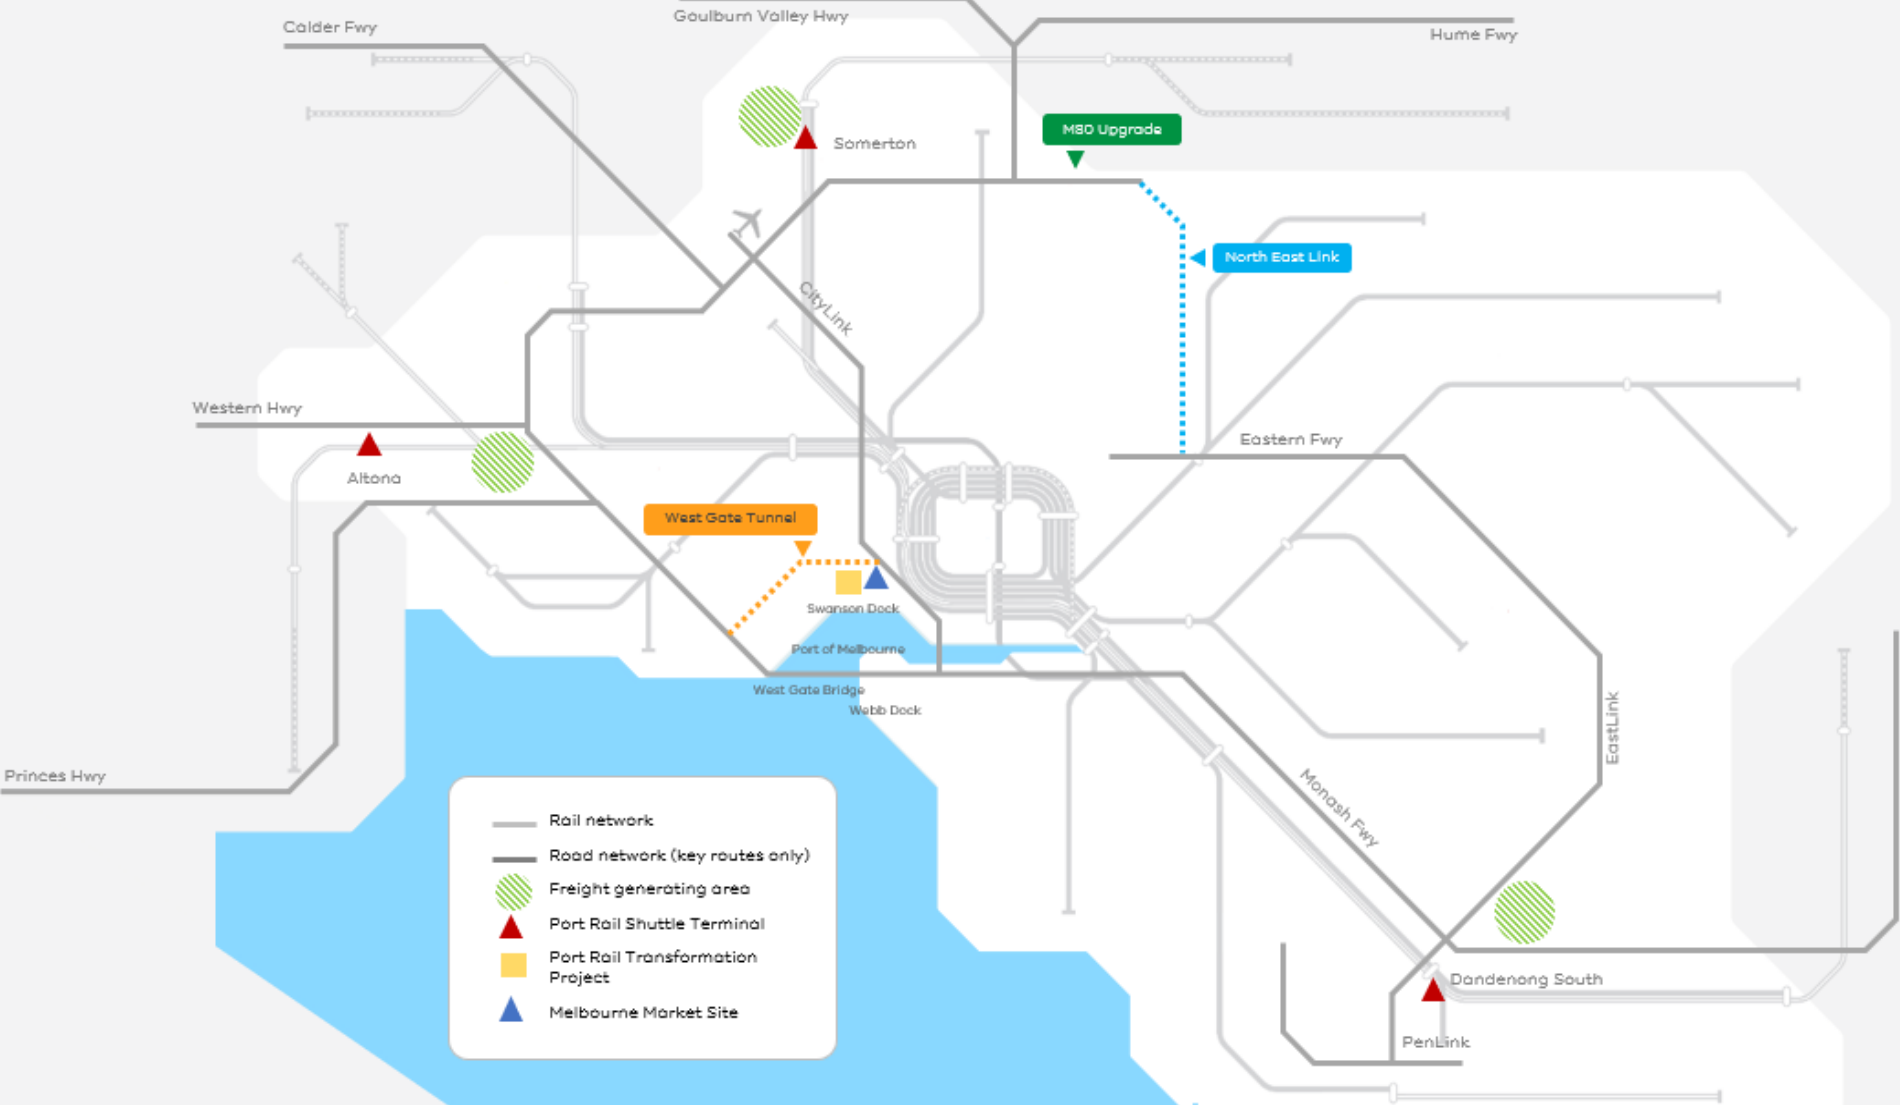 Goulburn Valley Hwy
Calder Fwy
Hume Fwy
M80 Upgrade
Somerton
North East Link
CityLink
Western Hwy
Eastern Fwy
Altona
West Gate Tunnel
Swanson Dock
Port of Melbourne
West Gate Bridge
Webb Dock
EastLink
Princes Hwy
Monash Fwy
Rail network
Road network (key routes only)
Freight generating area
Port Rail Shuttle Terminal
Port Rail Transformation
Project
Melbourne Market Site
Dandenong South
PenLink